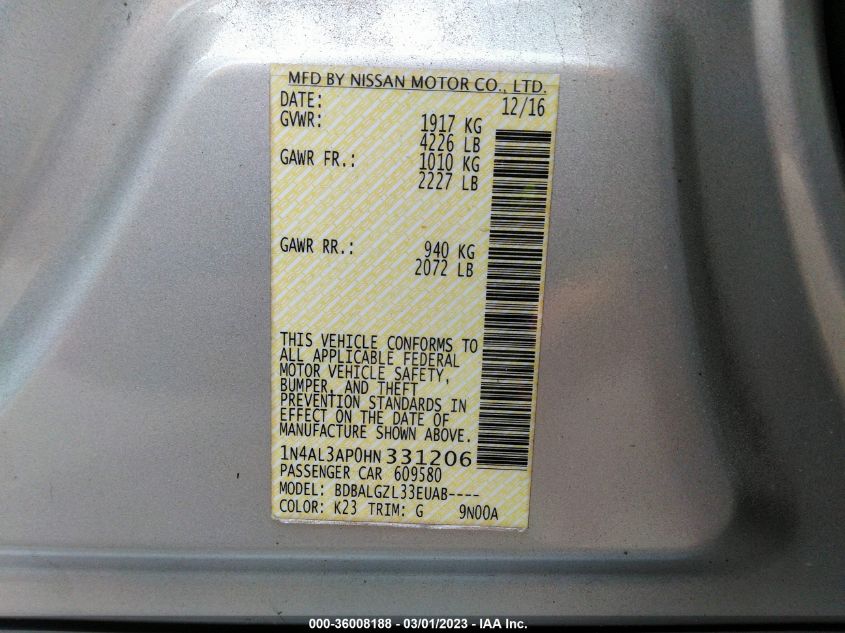 MFD BY NISSAN MOTOR CO., LTD.
DATE: 12/16
GVWR: 1917 KG
4226 LB
GAWR FR.: 1010 KG
2227 LB
GAWR RR.: 940 KG
2072 LB
THIS VEHICLE CONFORMS TO
ALL APPLICABLE FEDERAL
MOTOR VEHICLE SAFETY,
BUMPER, AND THEFT
PREVENTION STANDARDS IN
EFFECT ON THE DATE OF
MANUFACTURE SHOWN ABOVE.
1N4AL3AP0HN331206
PASSENGER CAR 609580
MODEL: BDBALGZL33EUAB----
COLOR: K23 TRIM: G 9N00A
000-36008188 - 03/01/2023 - IAA Inc.